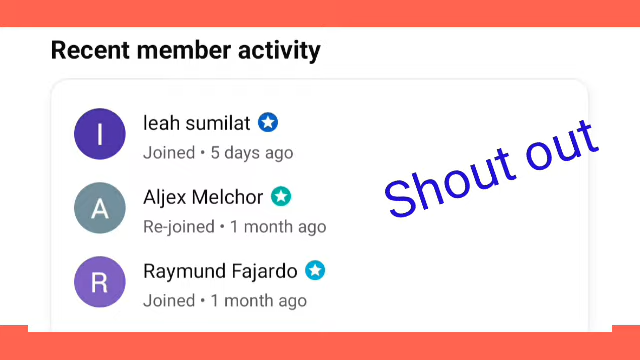 Recent member activity
l
leah sumilat
Joined • 5 days ago
Shout out
A
Aljex Melchor
Re-joined • 1 month ago
R
Raymund Fajardo
Joined • 1 month ago